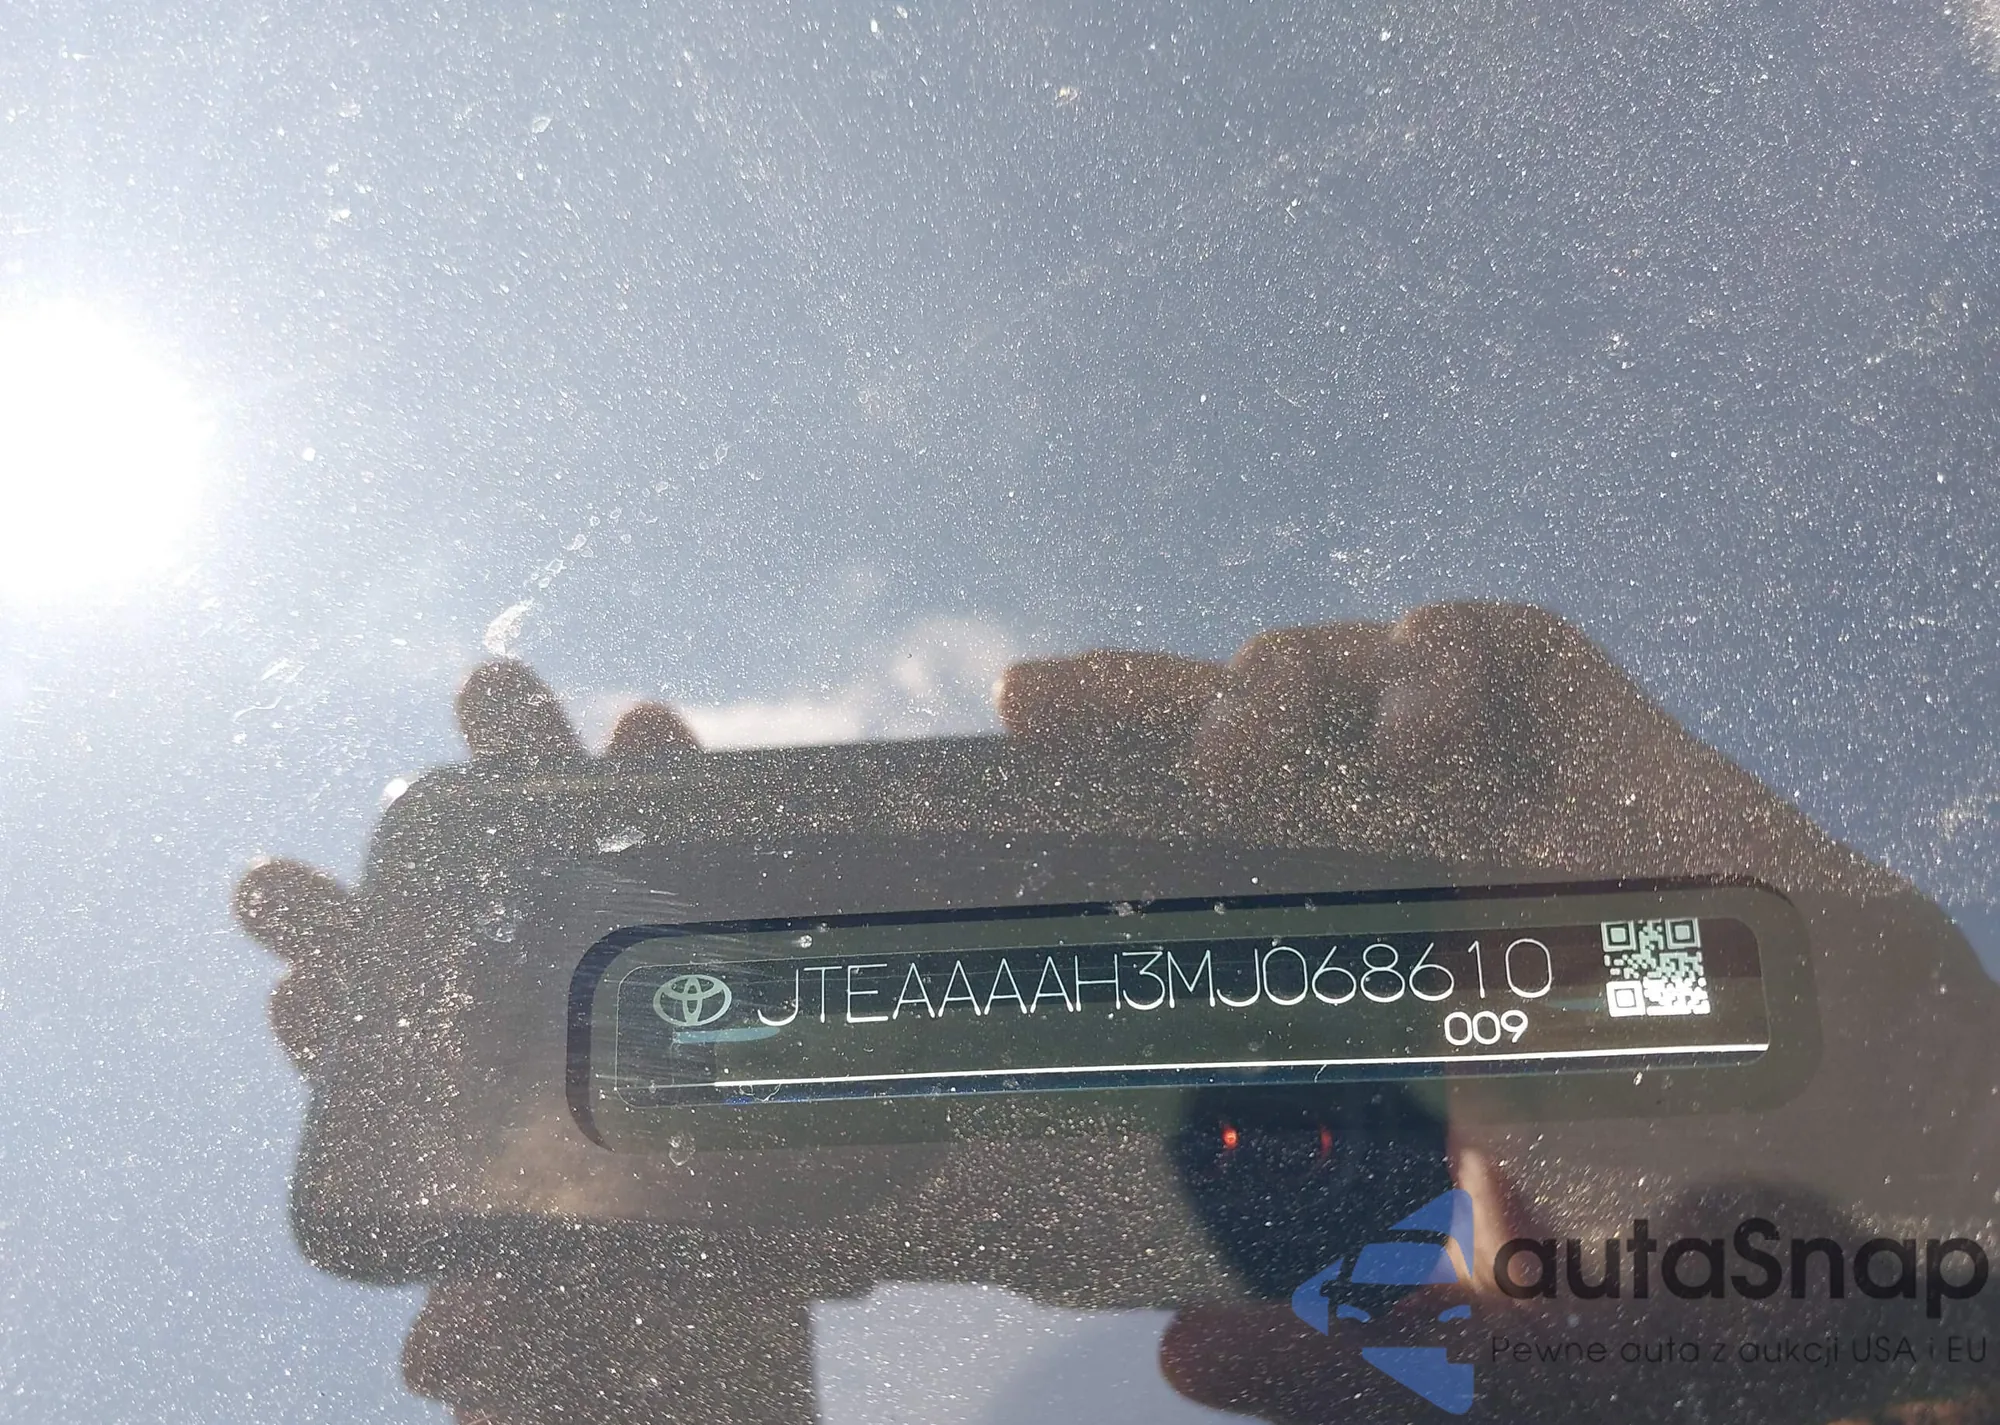 JTEAAAAH3MJ068610
009
autaSnap
Pewne auta z aukcji USA i EU